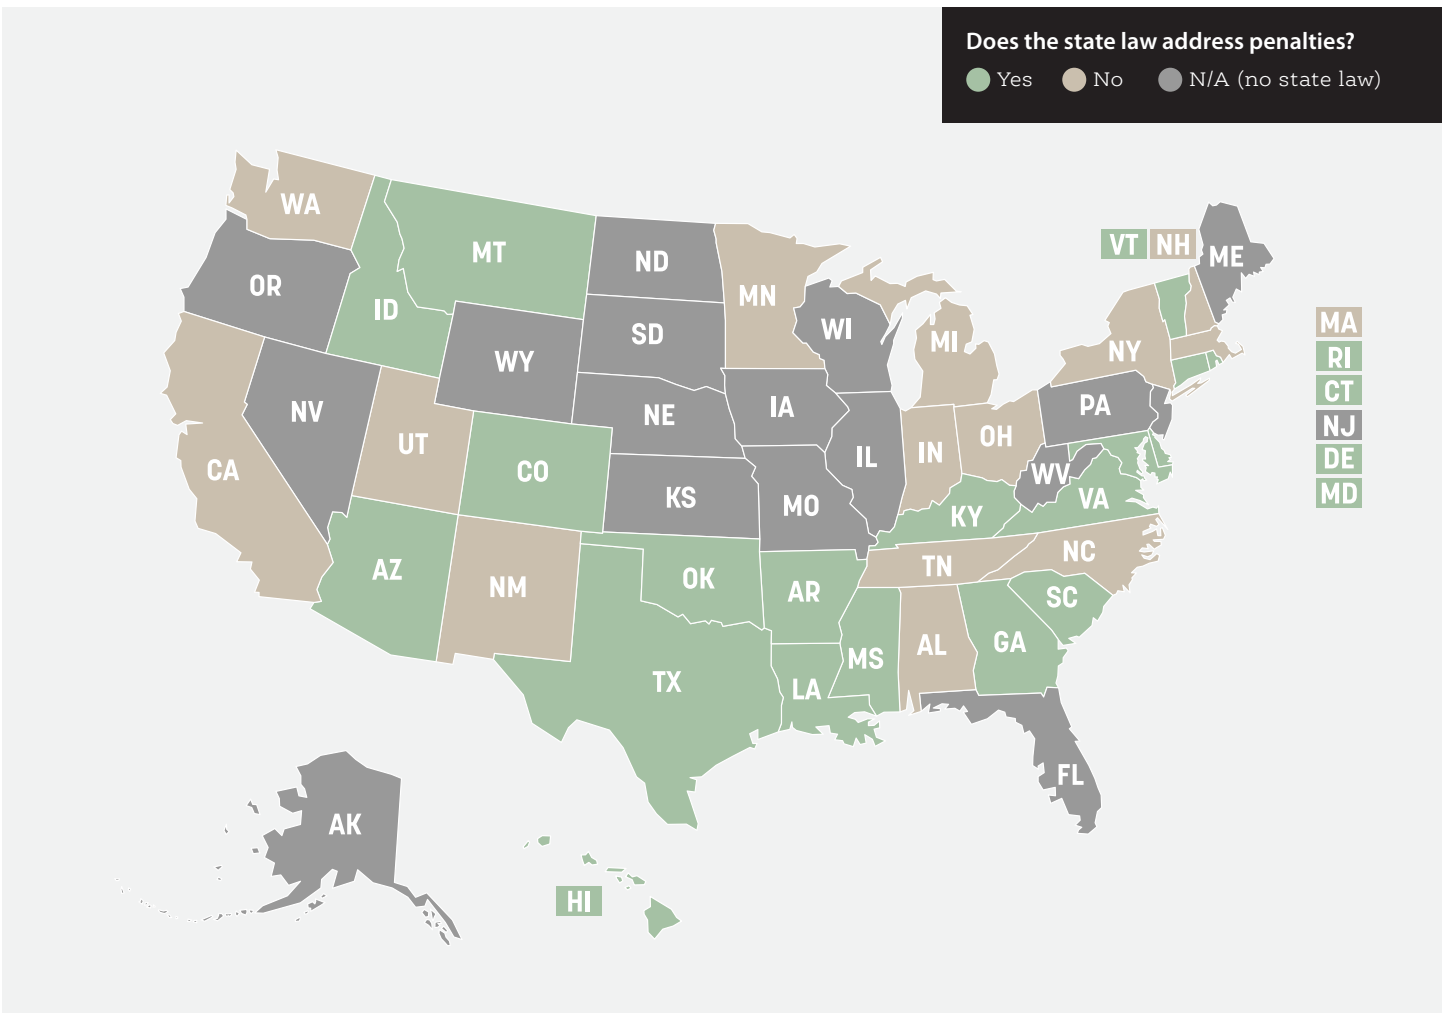 Does the state law address penalties?
Yes No N/A (no state law)
WA
MT
VT NH
ME
ND
OR
MN
ID
MA
WI
SD
MI
NY
RI
WY
CT
PA
IA
NV
NE
NJ
OH
UT
IN
IL
DE
CA
CO
WV
MD
KS
VA
MO
KY
NC
TN
AZ
OK
NM
AR
SC
GA
AL
MS
TX
LA
FL
AK
HI